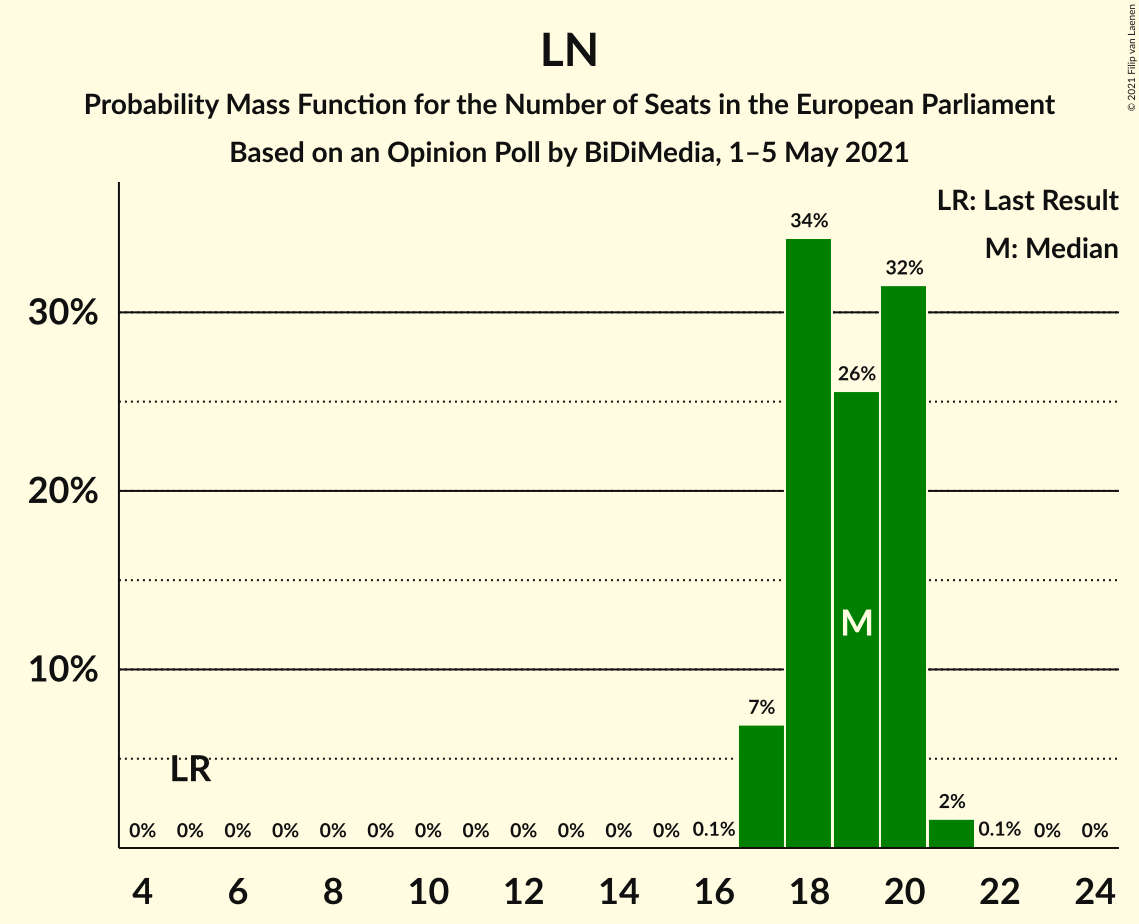 LN
Probability Mass Function for the Number of Seats in the European Parliament
Based on an Opinion Poll by BiDiMedia, 1–5 May 2021
© 2021 Filip van Laenen
LR: Last Result
M: Median
30%
20%
10%
34%
32%
26%
M
7%
LR
2%
0% 0% 0% 0% 0% 0% 0% 0% 0% 0% 0% 0% 0.1% 0.1% 0% 0%
4 6 8 10 12 14 16 18 20 22 24